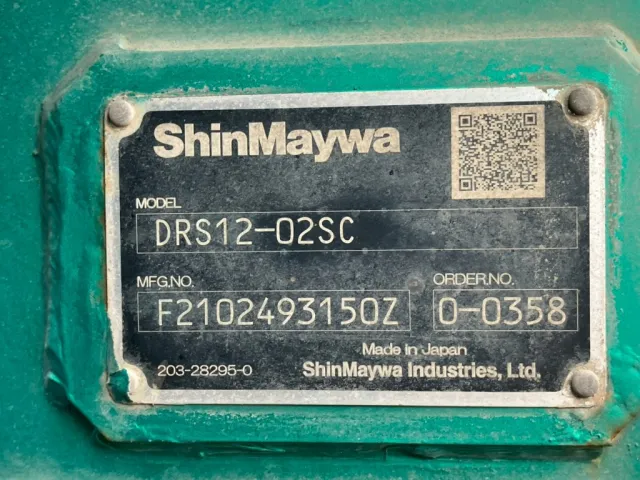 ShinMaywa
MODEL
DRS12-02SC
MFG.NO. ORDER.NO.
F2102493150Z 0-0358
Made in Japan
203-28295-0 ShinMaywa Industries, Ltd.